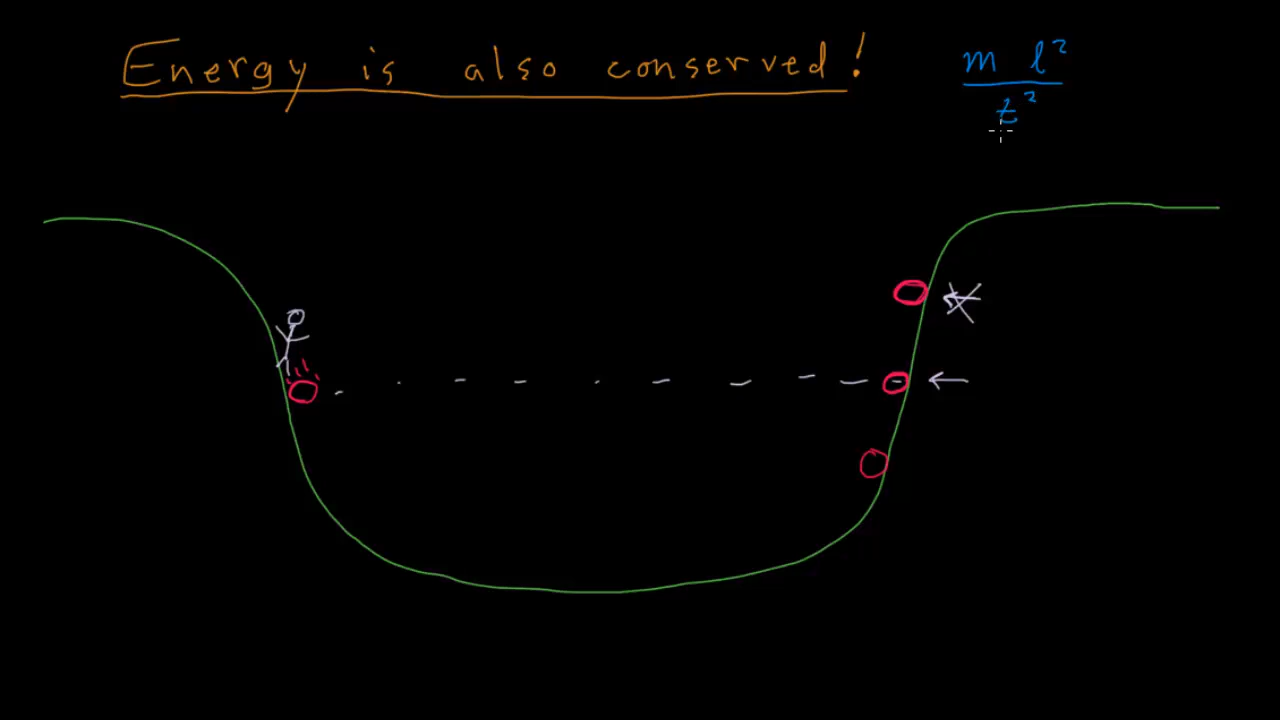 Energy is also conserved!
m l²
t²